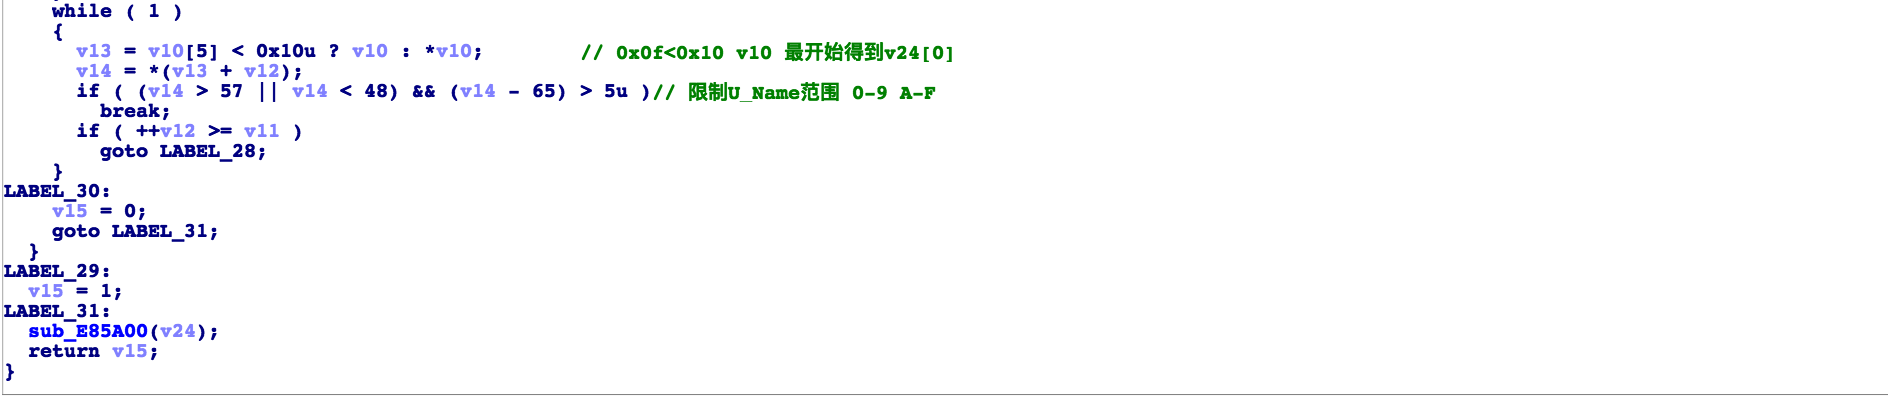 while ( 1 )
{
v13 = v10[5] < 0x10u ? v10 : *v10; // 0x0f<0x10 v10 最开始得到v24[0]
v14 = *(v13 + v12);
if ( (v14 > 57 || v14 < 48) && (v14 - 65) > 5u )// 限制U_Name范围 0-9 A-F
break;
if ( ++v12 >= v11 )
goto LABEL_28;
}
LABEL_30:
v15 = 0;
goto LABEL_31;
}
LABEL_29:
v15 = 1;
LABEL_31:
sub_E85A00(v24);
return v15;
}